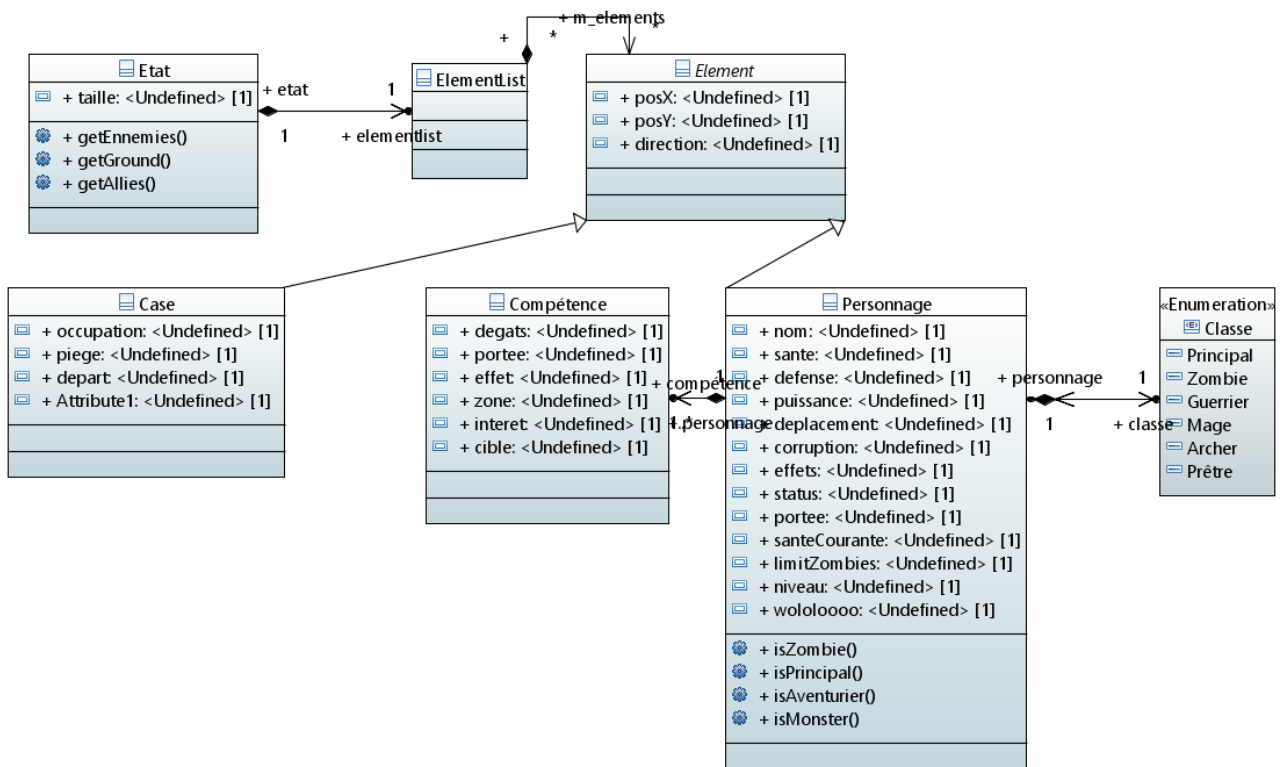 + m_elements
+
*
*
Etat
+ taille: <Undefined> [1]
+ getEnnemies()
+ getGround()
+ getAllies()
+ etat
1
1
+ elementlist
ElementList
Element
+ posX: <Undefined> [1]
+ posY: <Undefined> [1]
+ direction: <Undefined> [1]
Case
+ occupation: <Undefined> [1]
+ piege: <Undefined> [1]
+ depart: <Undefined> [1]
+ Attribute1: <Undefined> [1]
Compétence
+ degats: <Undefined> [1]
+ portee: <Undefined> [1]
+ effet: <Undefined> [1]
+ zone: <Undefined> [1]
+ interet: <Undefined> [1]
+ cible: <Undefined> [1]
+ compétence
1
1..*
+ personnage
Personnage
+ nom: <Undefined> [1]
+ sante: <Undefined> [1]
+ defense: <Undefined> [1]
+ puissance: <Undefined> [1]
+ deplacement: <Undefined> [1]
+ corruption: <Undefined> [1]
+ effets: <Undefined> [1]
+ status: <Undefined> [1]
+ portee: <Undefined> [1]
+ santeCourante: <Undefined> [1]
+ limitZombies: <Undefined> [1]
+ niveau: <Undefined> [1]
+ wololoooo: <Undefined> [1]
+ isZombie()
+ isPrincipal()
+ isAventurier()
+ isMonster()
+ personnage
1
1
+ classe
«Enumeration»
Classe
Principal
Zombie
Guerrier
Mage
Archer
Prêtre